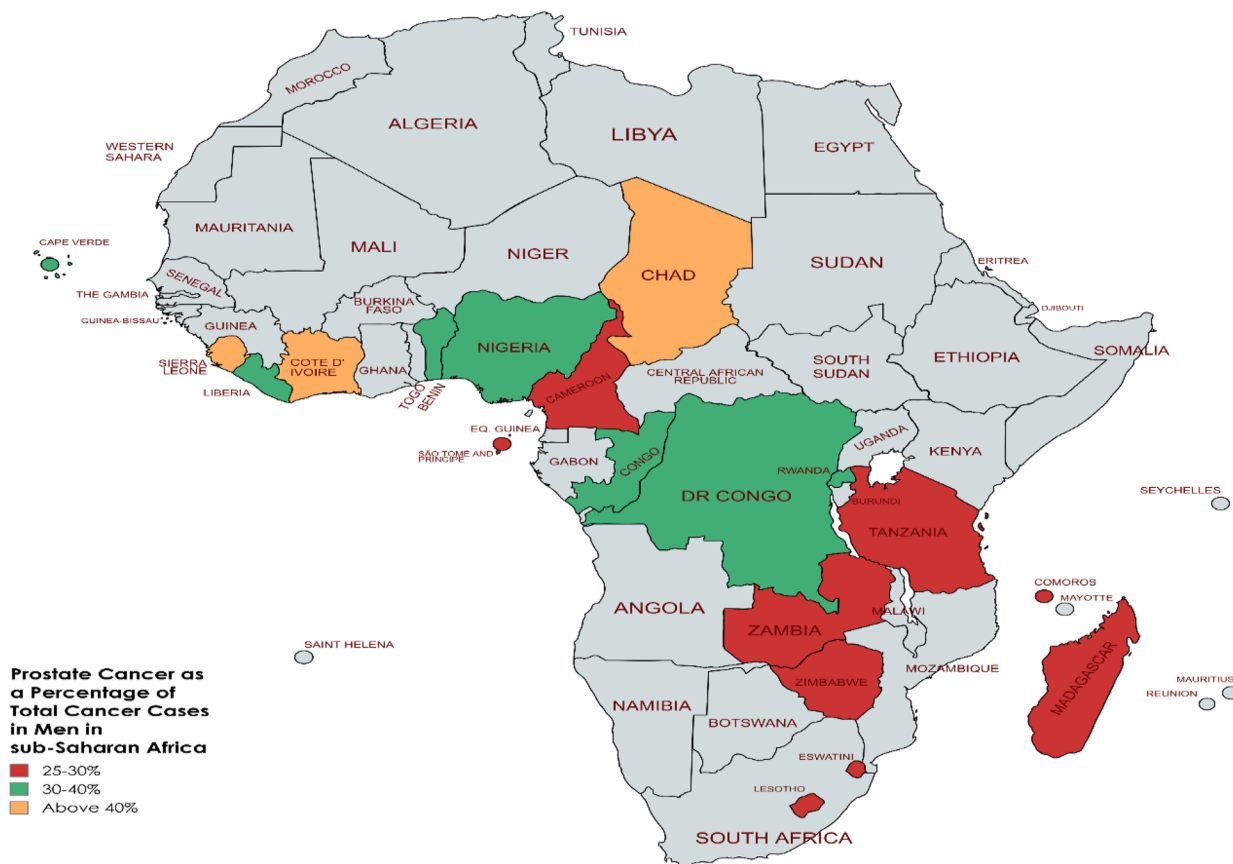 TUNISIA
MOROCCO
ALGERIA
LIBYA
EGYPT
WESTERN
SAHARA
MAURITANIA
MALI
NIGER
CHAD
SUDAN
ERITREA
CAPE VERDE
SENEGAL
THE GAMBIA
GUINEA-BISSAU
GUINEA
BURKINA
FASO
DJIBOUTI
SIERRA
LEONE
LIBERIA
COTE D'
IVOIRE
GHANA
TOGO
BENIN
NIGERIA
CAMEROON
CENTRAL AFRICAN
REPUBLIC
SOUTH
SUDAN
ETHIOPIA
SOMALIA
EQ. GUINEA
SÃO TOMÉ AND
PRINCIPE
GABON
CONGO
DR CONGO
UGANDA
KENYA
RWANDA
BURUNDI
TANZANIA
SEYCHELLES
COMOROS
MAYOTTE
ANGOLA
ZAMBIA
MALAWI
MOZAMBIQUE
MADAGASCAR
MAURITIUS
REUNION
SAINT HELENA
NAMIBIA
ZIMBABWE
BOTSWANA
ESWATINI
LESOTHO
SOUTH AFRICA
Prostate Cancer as
a Percentage of
Total Cancer Cases
in Men in
sub-Saharan Africa
25-30%
30-40%
Above 40%